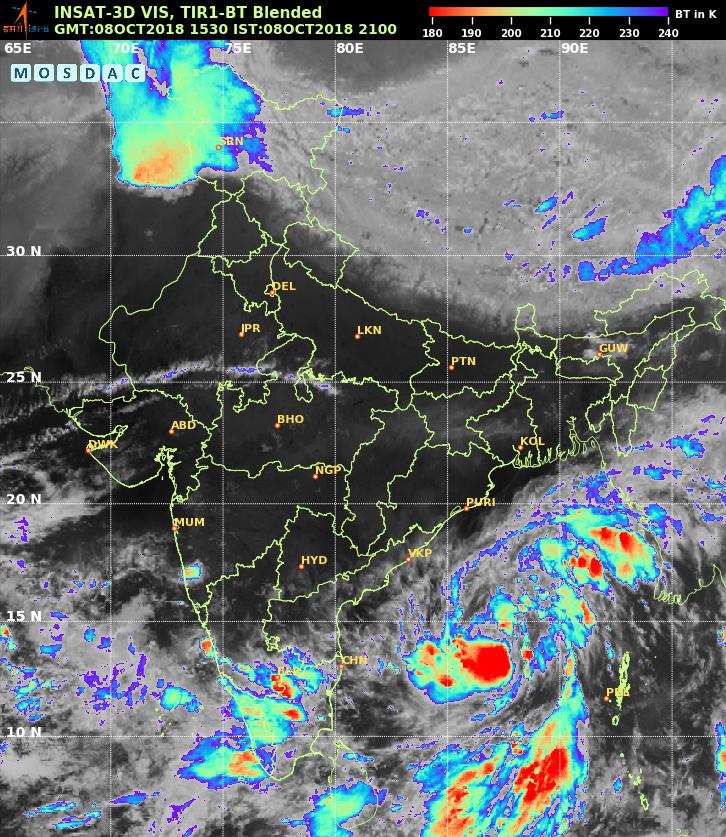 INSAT-3D VIS, TIR1-BT Blended
GMT:08OCT2018 1530 IST:08OCT2018 2100
BT in K
180 190 200 210 220 230 240
65E 70E 75E 80E 85E 90E
MOSDAC
SRN
30 N
DEL
JPR
LKN
GUW
PTN
25 N
BHO
ABD
KOL
DWK
NGP
20 N
PURI
MUM
VKP
HYD
15 N
CHN
10 N